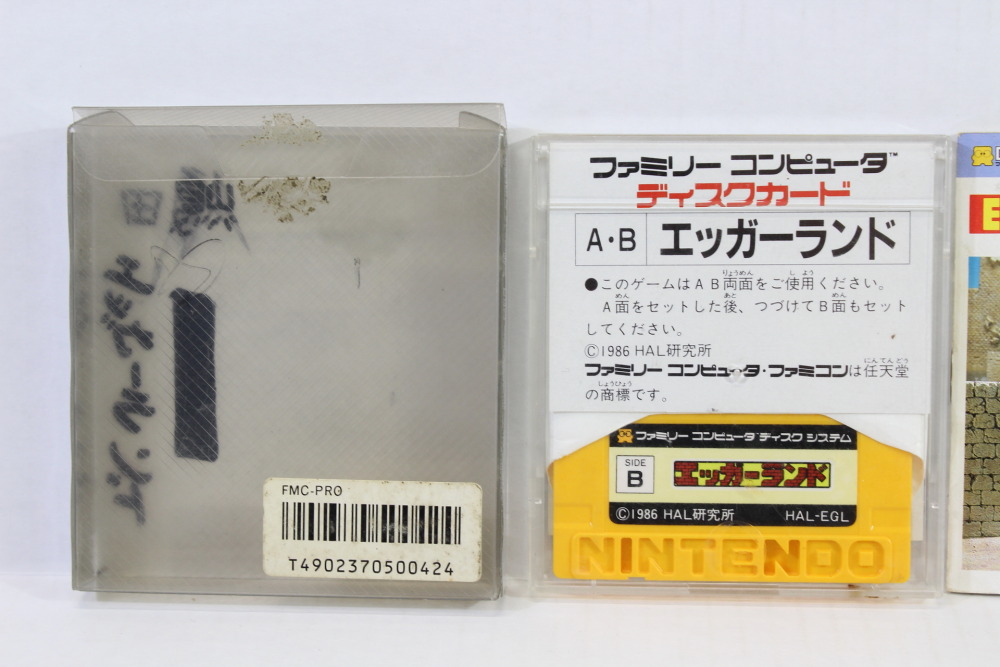 FMC-PRO
T4902370500424
ファミリー コンピュータ™
ディスクカード
A・B エッガーランド
●このゲームはAB両面をご使用ください。
A面をセットした後、つづけてB面もセット
してください。
©1986 HAL研究所
ファミリー コンピュータ・ファミコンは任天堂
の商標です。
ファミリー コンピュータ™ディスク システム
SIDE
B
エッガーランド
©1986 HAL研究所 HAL-EGL
NINTENDO